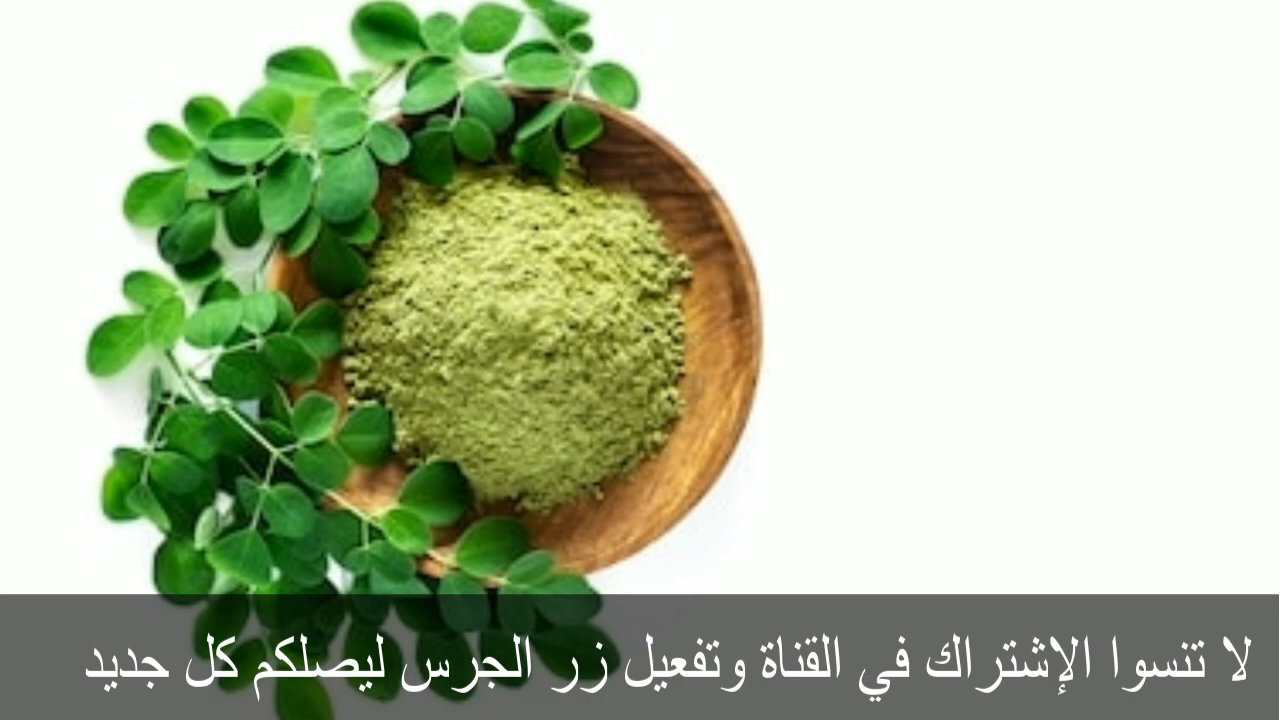 لا تنسوا الإشتراك في القناة وتفعيل زر الجرس ليصلكم كل جديد